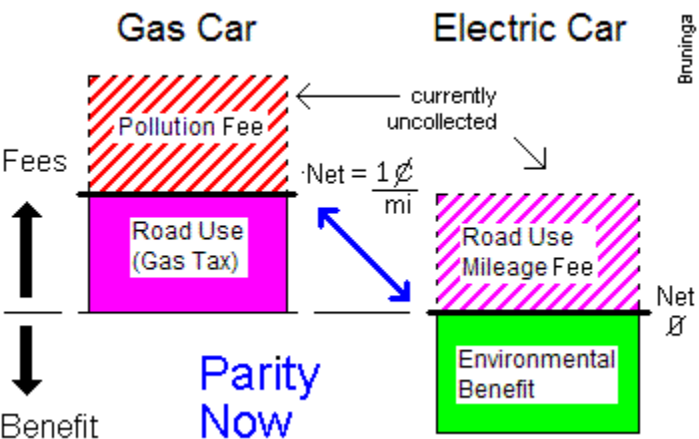 Gas Car
Electric Car
Bruninga
Pollution Fee
currently
uncollected
Fees
Net = 1¢
mi
Road Use
(Gas Tax)
Road Use
Mileage Fee
Net
Ø
Environmental
Benefit
Parity
Now
Benefit